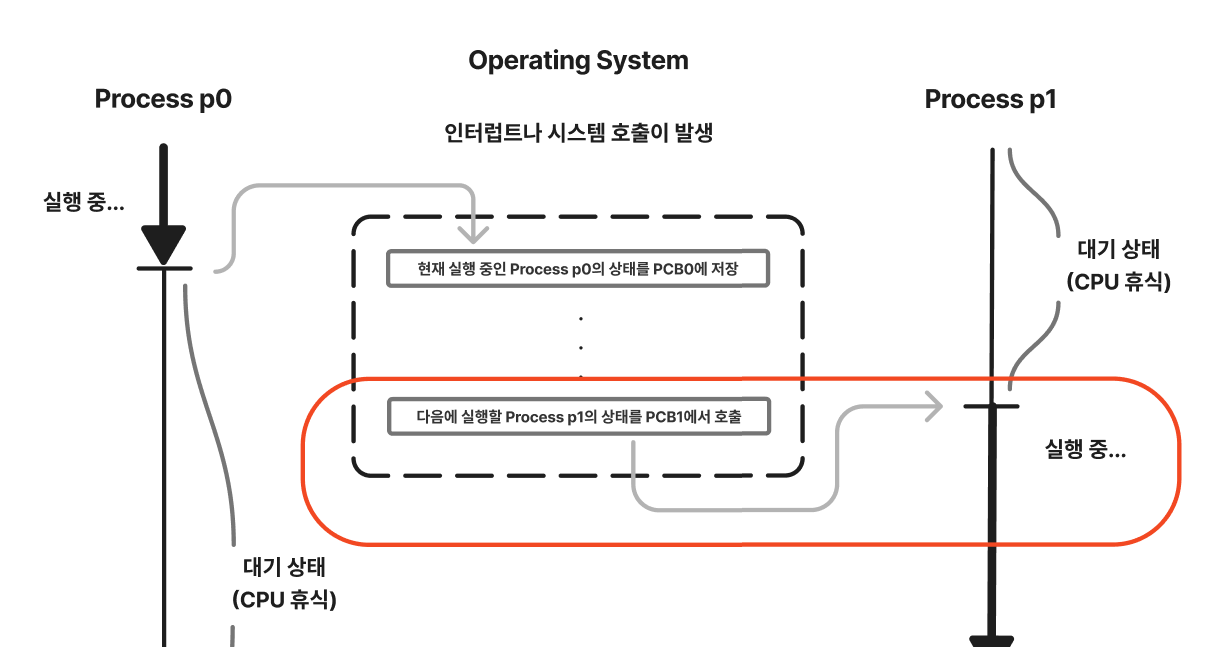 Operating System
Process p0
Process p1
인터럽트나 시스템 호출이 발생
실행 중...
대기 상태
(CPU 휴식)
현재 실행 중인 Process p0의 상태를 PCB0에 저장
다음에 실행할 Process p1의 상태를 PCB1에서 호출
실행 중...
대기 상태
(CPU 휴식)